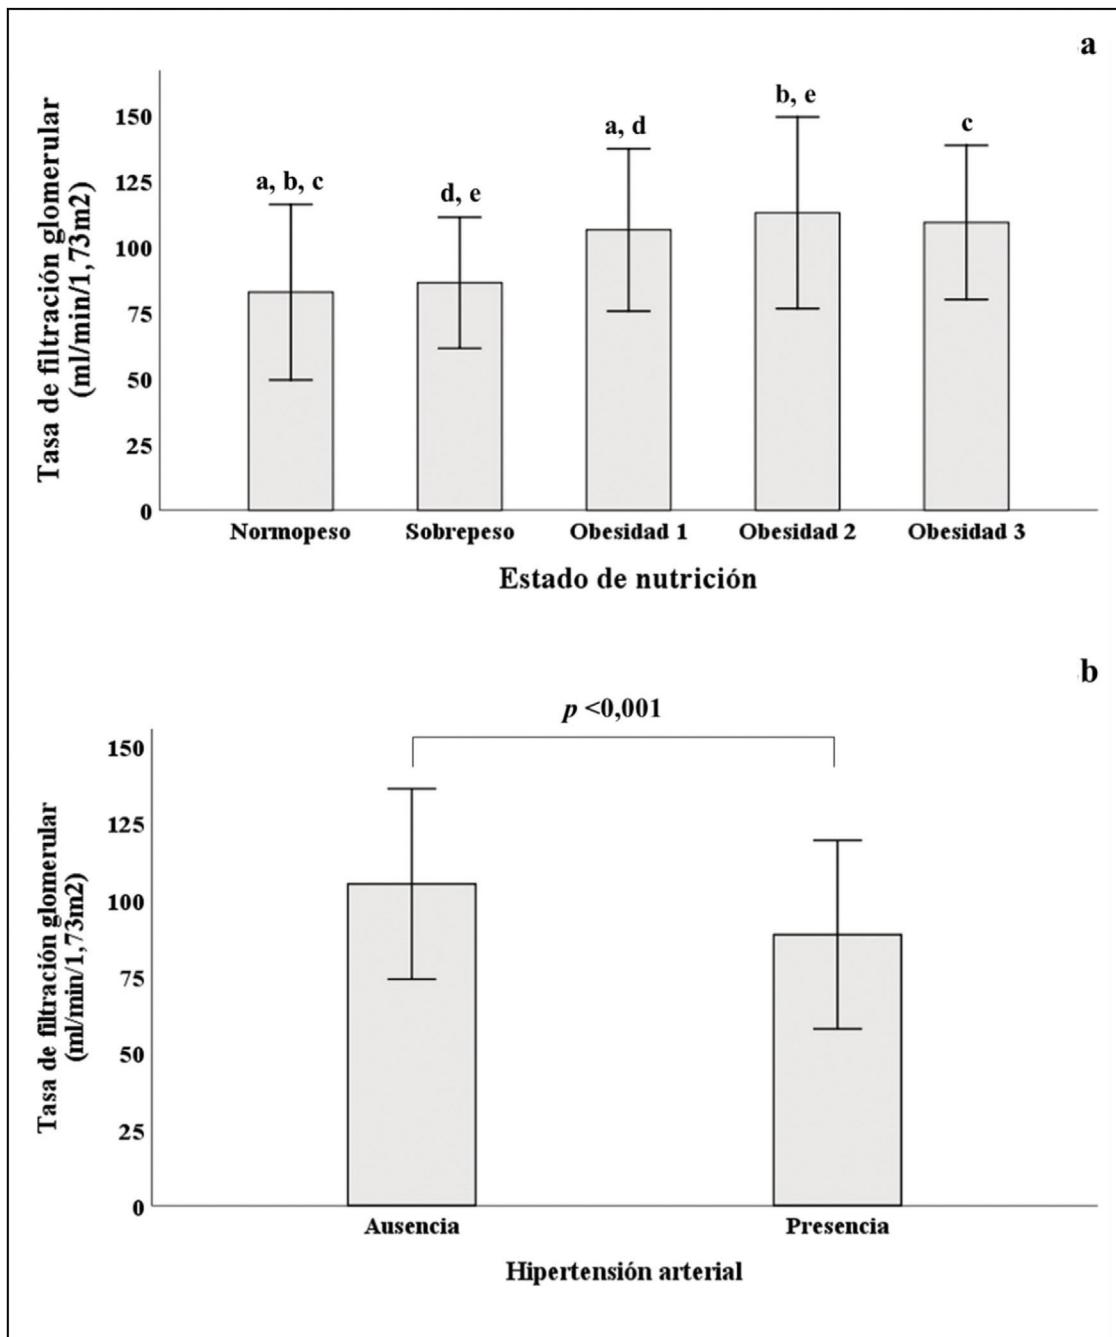 a
Tasa de filtración glomerular
(ml/min/1,73m2)
150
125
100
75
50
25
0
a, b, c
d, e
a, d
b, e
c
Normopeso Sobrepeso Obesidad 1 Obesidad 2 Obesidad 3
Estado de nutrición
b
p <0,001
Tasa de filtración glomerular
(ml/min/1,73m2)
150
125
100
75
50
25
0
Ausencia Presencia
Hipertensión arterial